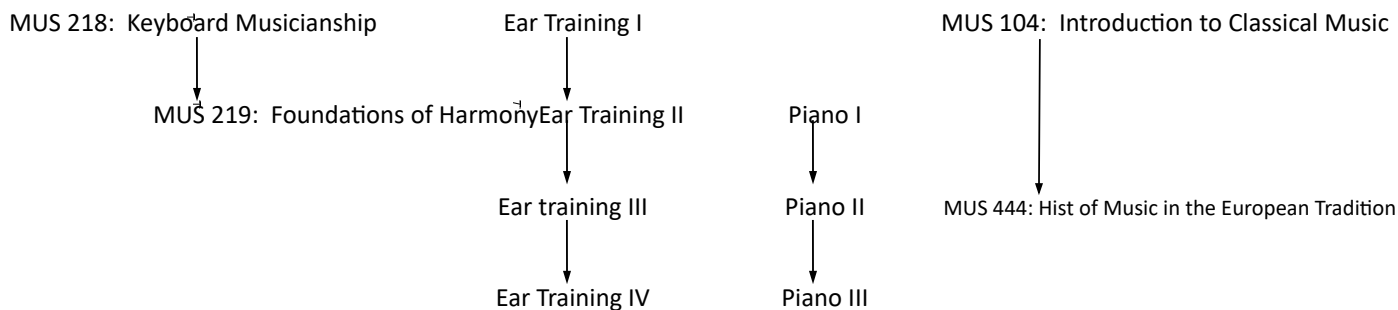 MUS 218:  Keyboard Musicianship Ear Training I MUS 104:  Introduction to Classical Music
MUS 219:  Foundations of Harmony Ear Training II Piano I
Ear training III Piano II MUS 444: Hist of Music in the European Tradition
Ear Training IV Piano III